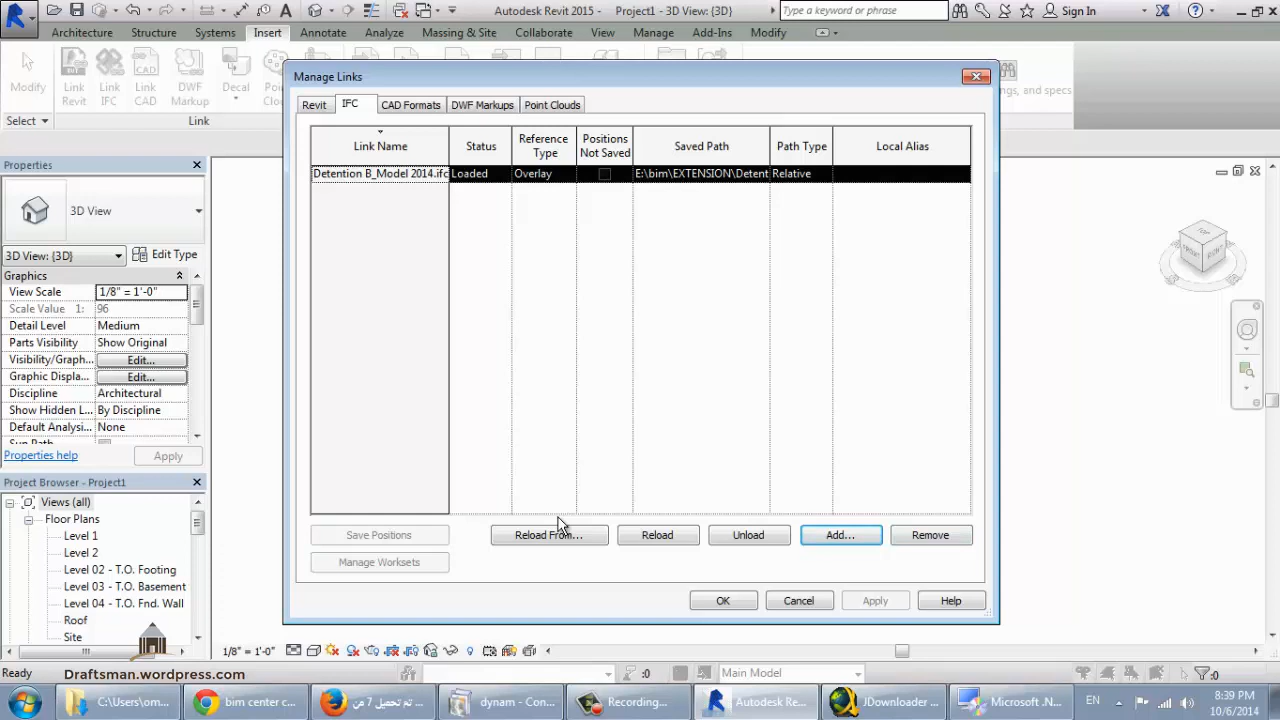 Autodesk Revit 2015 - Project1 - 3D View: {3D}
Type a keyword or phrase
Sign In
Architecture Structure Systems Insert Annotate Analyze Massing & Site Collaborate View Manage Add-Ins Modify
Modify
Link Revit
Link IFC
Link CAD
DWF Markup
Decal
Select
Link
Manage Links
Revit IFC CAD Formats DWF Markups Point Clouds
Link Name Status Reference Type Positions Not Saved Saved Path Path Type Local Alias
Detention B_Model 2014.ifc Loaded Overlay E:\bim\EXTENSION\Detent Relative
Save Positions Reload From... Reload Unload Add... Remove
Manage Worksets
OK Cancel Apply Help
Properties
3D View
3D View: {3D} Edit Type
Graphics
View Scale 1/8" = 1'-0"
Scale Value 1: 96
Detail Level Medium
Parts Visibility Show Original
Visibility/Graph... Edit...
Graphic Displa... Edit...
Discipline Architectural
Show Hidden L... By Discipline
Default Analysi... None
Properties help Apply
Project Browser - Project1
Views (all)
Floor Plans
Level 1
Level 2
Level 02 - T.O. Footing
Level 03 - T.O. Basement
Level 04 - T.O. Fnd. Wall
Roof
Site
1/8" = 1'-0"
Ready
Draftsman.wordpress.com
:0
Main Model
:0
C:\Users\om...
bim center c...
تم تحميل 7 من ...
dynam - Con...
Recording...
Autodesk Re...
JDownloader ...
Microsoft .N...
EN
8:39 PM
10/6/2014